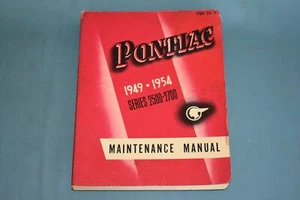 PONTIAC
1949 - 1954
SERIES 2500-2700
MAINTENANCE MANUAL